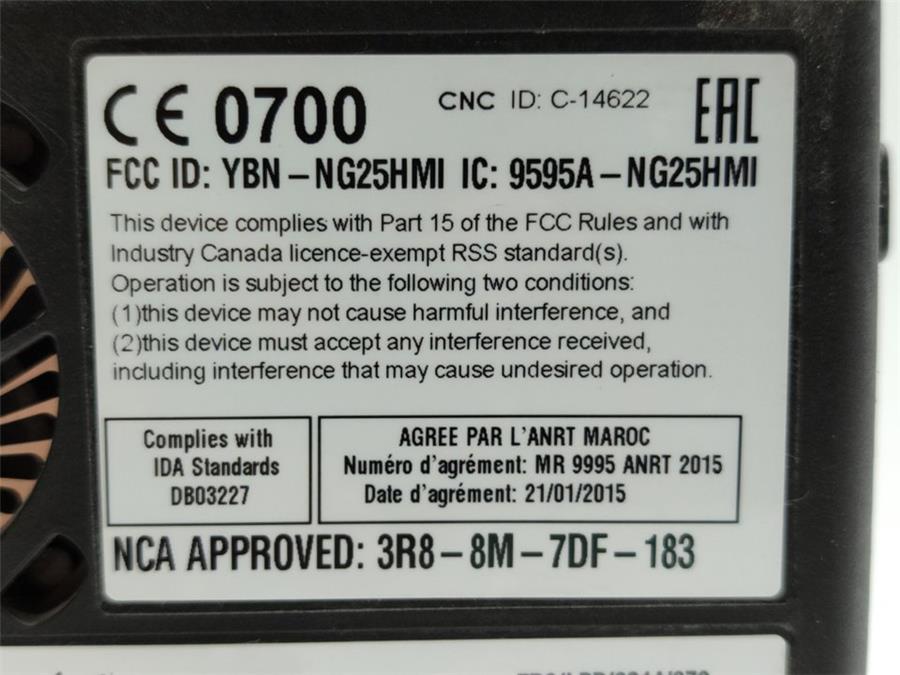 CE 0700 CNC ID: C-14622 EAC
FCC ID: YBN-NG25HMI IC: 9595A-NG25HMI
This device complies with Part 15 of the FCC Rules and with
Industry Canada licence-exempt RSS standard(s).
Operation is subject to the following two conditions:
(1)this device may not cause harmful interference, and
(2)this device must accept any interference received,
including interference that may cause undesired operation.
Complies with
IDA Standards
DB03227
AGREE PAR L'ANRT MAROC
Numéro d'agrément: MR 9995 ANRT 2015
Date d'agrément: 21/01/2015
NCA APPROVED: 3R8-8M-7DF-183